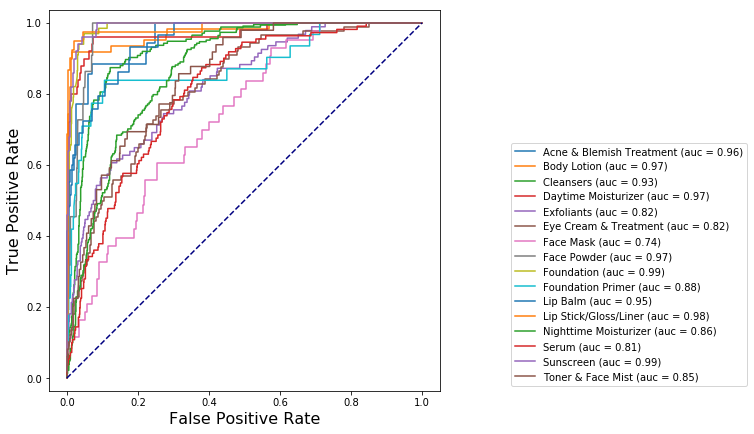 1.0
0.8
0.6
0.4
0.2
0.0
True Positive Rate
0.0 0.2 0.4 0.6 0.8 1.0
False Positive Rate
Acne & Blemish Treatment (auc = 0.96)
Body Lotion (auc = 0.97)
Cleansers (auc = 0.93)
Daytime Moisturizer (auc = 0.97)
Exfoliants (auc = 0.82)
Eye Cream & Treatment (auc = 0.82)
Face Mask (auc = 0.74)
Face Powder (auc = 0.97)
Foundation (auc = 0.99)
Foundation Primer (auc = 0.88)
Lip Balm (auc = 0.95)
Lip Stick/Gloss/Liner (auc = 0.98)
Nighttime Moisturizer (auc = 0.86)
Serum (auc = 0.81)
Sunscreen (auc = 0.99)
Toner & Face Mist (auc = 0.85)